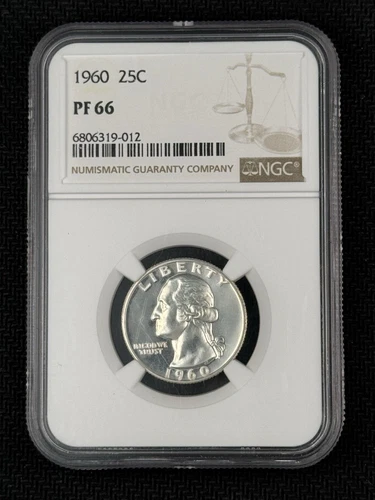 1960 25C
PF 66
6806319-012
NUMISMATIC GUARANTY COMPANY
NGC®
LIBERTY
IN GOD WE
TRUST
1960